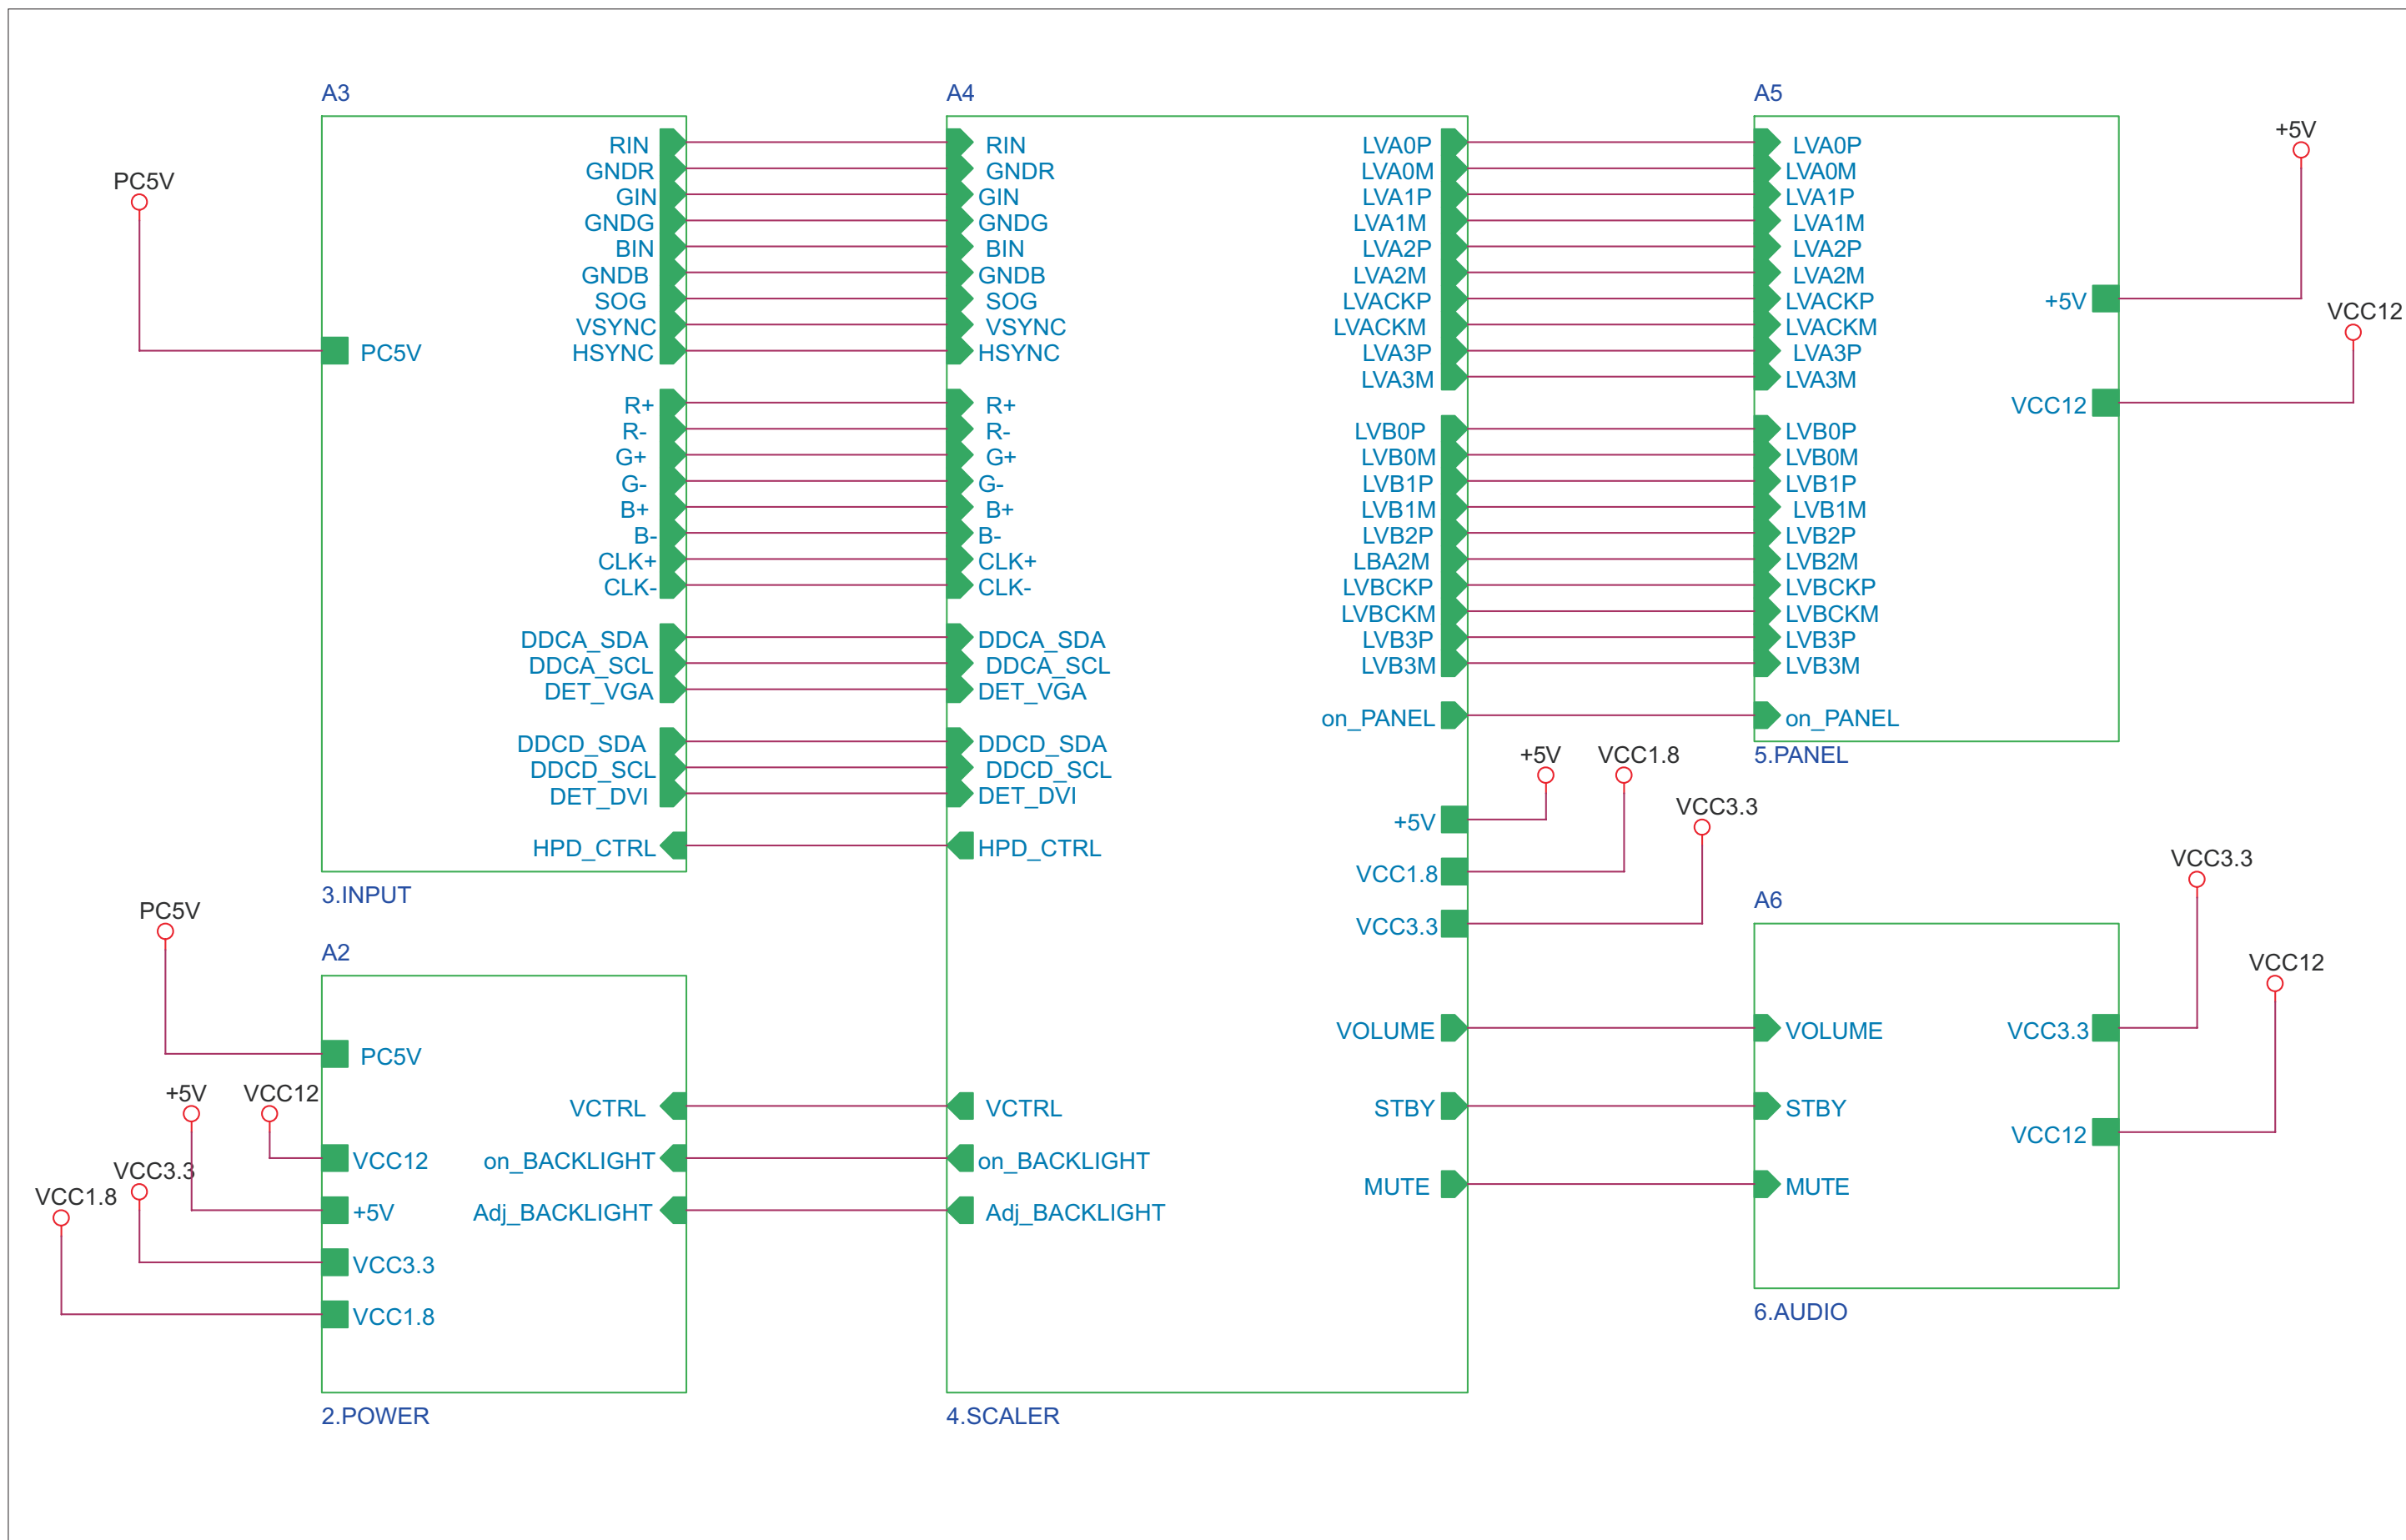 A3
PC5V
PC5V
RIN
GNDR
GIN
GNDG
BIN
GNDB
SOG
VSYNC
HSYNC
R+
R-
G+
G-
B+
B-
CLK+
CLK-
DDCA_SDA
DDCA_SCL
DET_VGA
DDCD_SDA
DDCD_SCL
DET_DVI
HPD_CTRL
3.INPUT
A2
PC5V
PC5V
+5V
VCC12
VCC3.3
VCC1.8
VCC12
+5V
VCC3.3
VCC1.8
VCTRL
on_BACKLIGHT
Adj_BACKLIGHT
2.POWER
A4
RIN
GNDR
GIN
GNDG
BIN
GNDB
SOG
VSYNC
HSYNC
R+
R-
G+
G-
B+
B-
CLK+
CLK-
DDCA_SDA
DDCA_SCL
DET_VGA
DDCD_SDA
DDCD_SCL
DET_DVI
HPD_CTRL
VCTRL
on_BACKLIGHT
Adj_BACKLIGHT
LVA0P
LVA0M
LVA1P
LVA1M
LVA2P
LVA2M
LVACKP
LVACKM
LVA3P
LVA3M
LVB0P
LVB0M
LVB1P
LVB1M
LVB2P
LBA2M
LVBCKP
LVBCKM
LVB3P
LVB3M
on_PANEL
+5V
VCC1.8
VCC3.3
VOLUME
STBY
MUTE
4.SCALER
+5V
VCC1.8
VCC3.3
A5
LVA0P
LVA0M
LVA1P
LVA1M
LVA2P
LVA2M
LVACKP
LVACKM
LVA3P
LVA3M
LVB0P
LVB0M
LVB1P
LVB1M
LVB2P
LVB2M
LVBCKP
LVBCKM
LVB3P
LVB3M
on_PANEL
+5V
VCC12
5.PANEL
+5V
VCC12
A6
VOLUME
STBY
MUTE
VCC3.3
VCC12
6.AUDIO
VCC3.3
VCC12